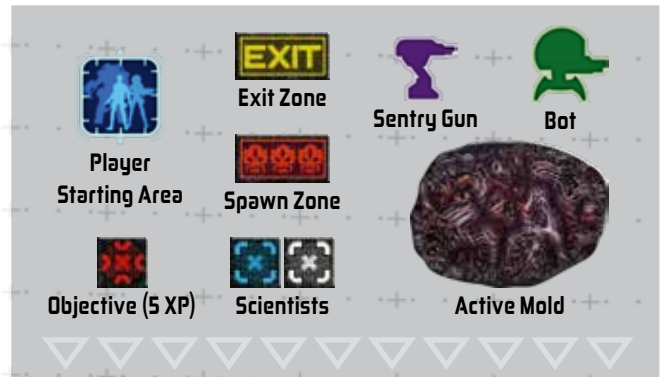 EXIT
Exit Zone
Sentry Gun
Bot
Player
Starting Area
Spawn Zone
Objective (5 XP)
Scientists
Active Mold